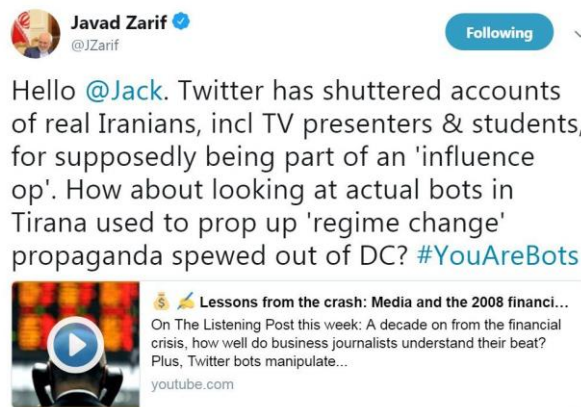 Javad Zarif
@JZarif
Following
Hello @Jack. Twitter has shuttered accounts
of real Iranians, incl TV presenters & students,
for supposedly being part of an 'influence
op'. How about looking at actual bots in
Tirana used to prop up 'regime change'
propaganda spewed out of DC? #YouAreBots
💰 ✍️ Lessons from the crash: Media and the 2008 financi...
On The Listening Post this week: A decade on from the financial
crisis, how well do business journalists understand their beat?
Plus, Twitter bots manipulate...
youtube.com